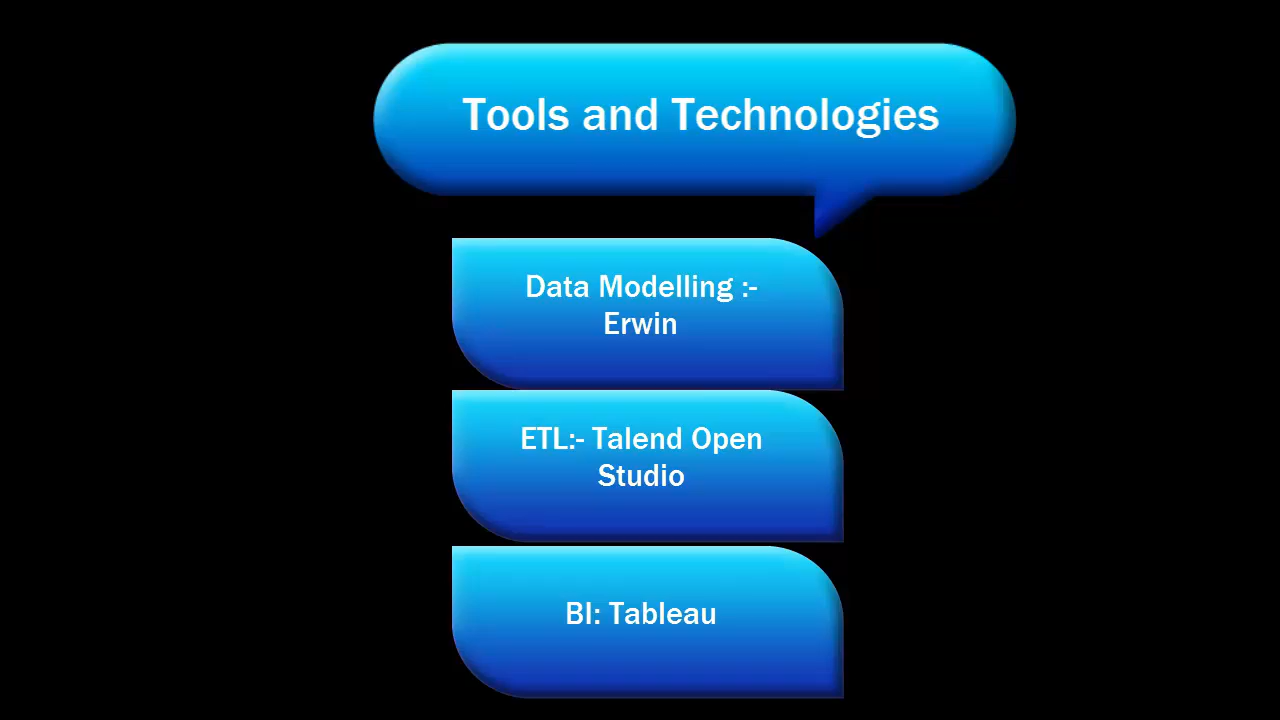 Tools and Technologies
Data Modelling :-
Erwin
ETL:- Talend Open
Studio
BI: Tableau